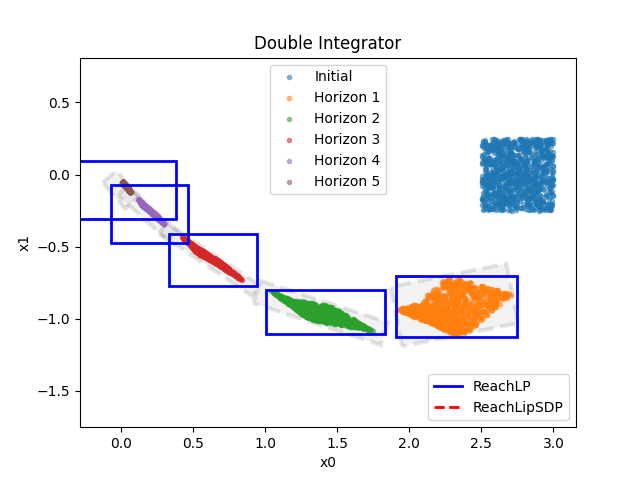 Double Integrator
Initial
Horizon 1
Horizon 2
Horizon 3
Horizon 4
Horizon 5
0.5
0.0
−0.5
−1.0
−1.5
x1
0.0
0.5
1.0
1.5
2.0
2.5
3.0
x0
ReachLP
ReachLipSDP